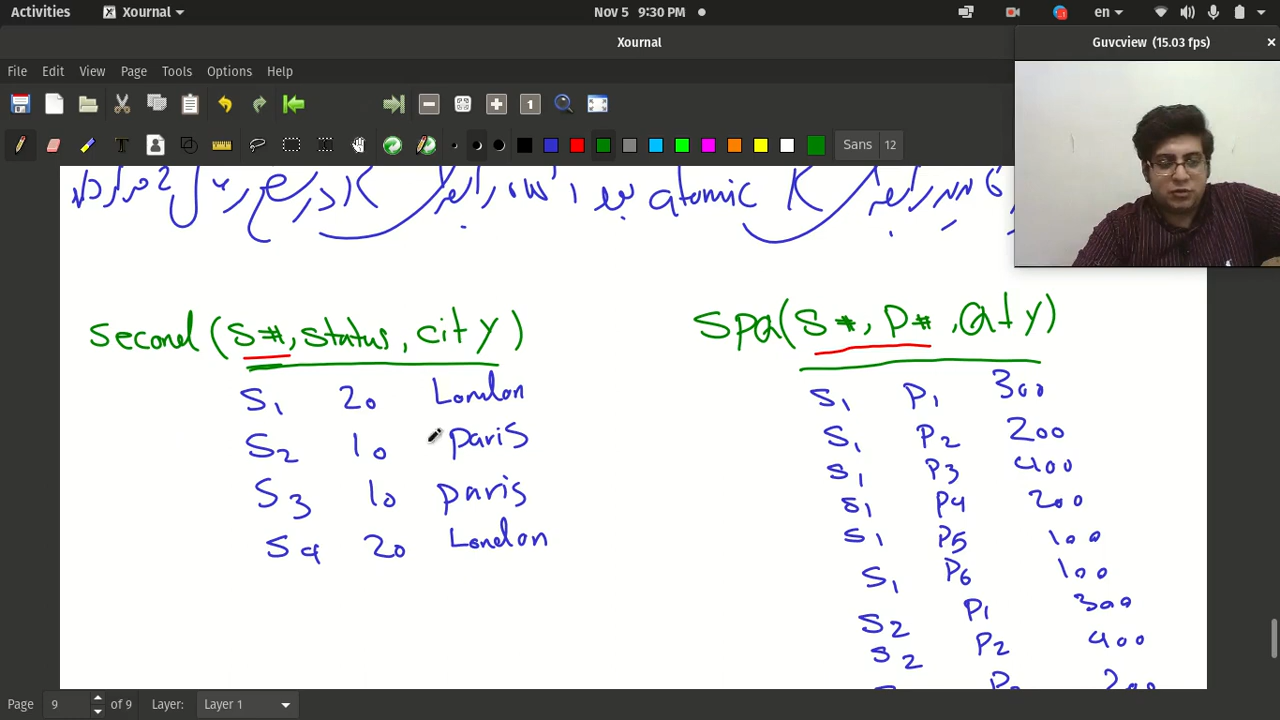 Activities Xournal Nov 5 9:30 PM en
Xournal
Guvcview (15.03 fps)
File Edit View Page Tools Options Help
Sans 12
atomic K
second (S#, status, city)
S1 20 London
S2 10 paris
S3 10 paris
S4 20 London
SPQ(S#, P#, Qty)
S1 P1 300
S1 P2 200
S1 P3 400
S1 P4 200
S1 P5 100
S1 P6 100
S2 P1 300
S2 P2 400
200
Page 9 of 9 Layer: Layer 1